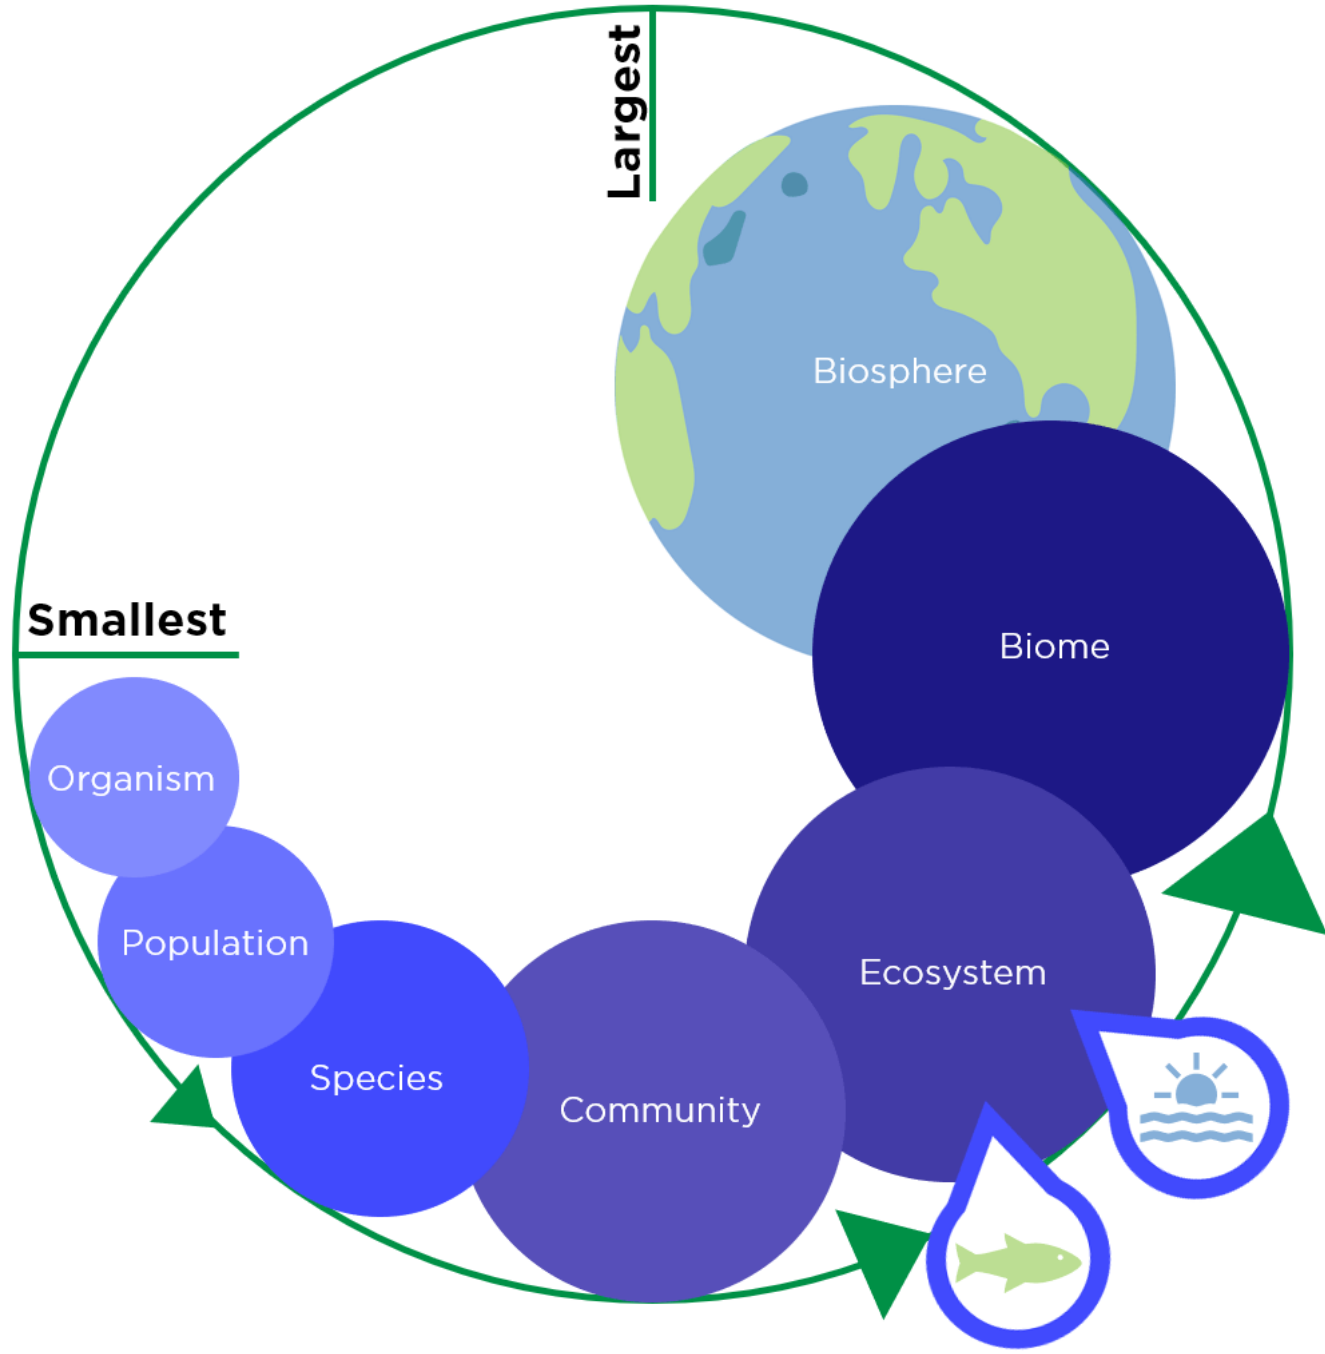 Largest
Biosphere
Smallest
Biome
Organism
Population
Ecosystem
Species
Community